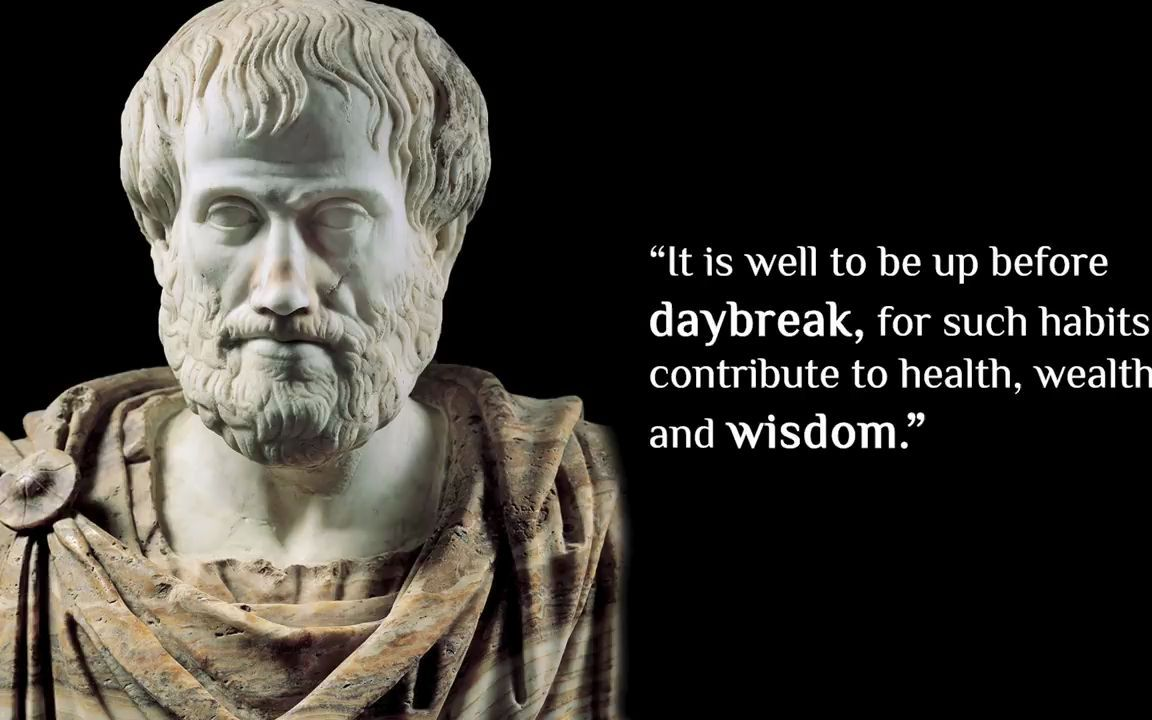 “It is well to be up before
daybreak, for such habits
contribute to health, wealth
and wisdom.”